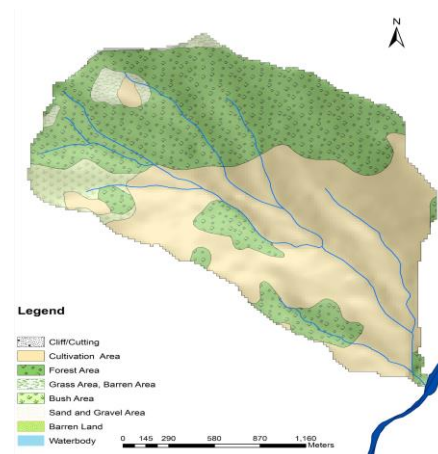 N
Legend
Cliff/Cutting
Cultivation Area
Forest Area
Grass Area, Barren Area
Bush Area
Sand and Gravel Area
Barren Land
Waterbody
0 145 290 580 870 1,160
Meters